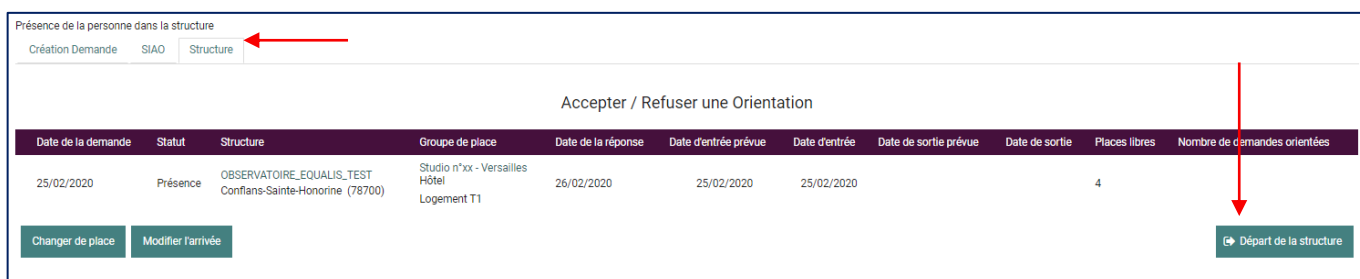 Présence de la personne dans la structure
Création Demande SIAO Structure
Accepter / Refuser une Orientation
Date de la demande Statut Structure Groupe de place Date de la réponse Date d'entrée prévue Date d'entrée Date de sortie prévue Date de sortie Places libres Nombre de demandes orientées
25/02/2020 Présence OBSERVATOIRE_EQUALIS_TEST Studio n°xx - Versailles 26/02/2020 25/02/2020 25/02/2020 4
Conflans-Sainte-Honorine (78700) Hôtel
Logement T1
Changer de place Modifier l'arrivée Départ de la structure